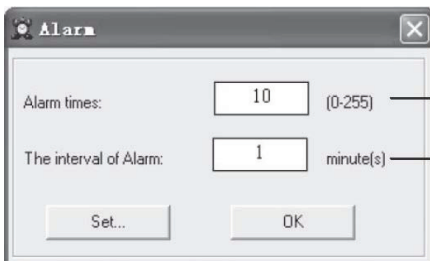 Alarm
Alarm times: 10 (0-255)
The interval of Alarm: 1 minute(s)
Set... OK